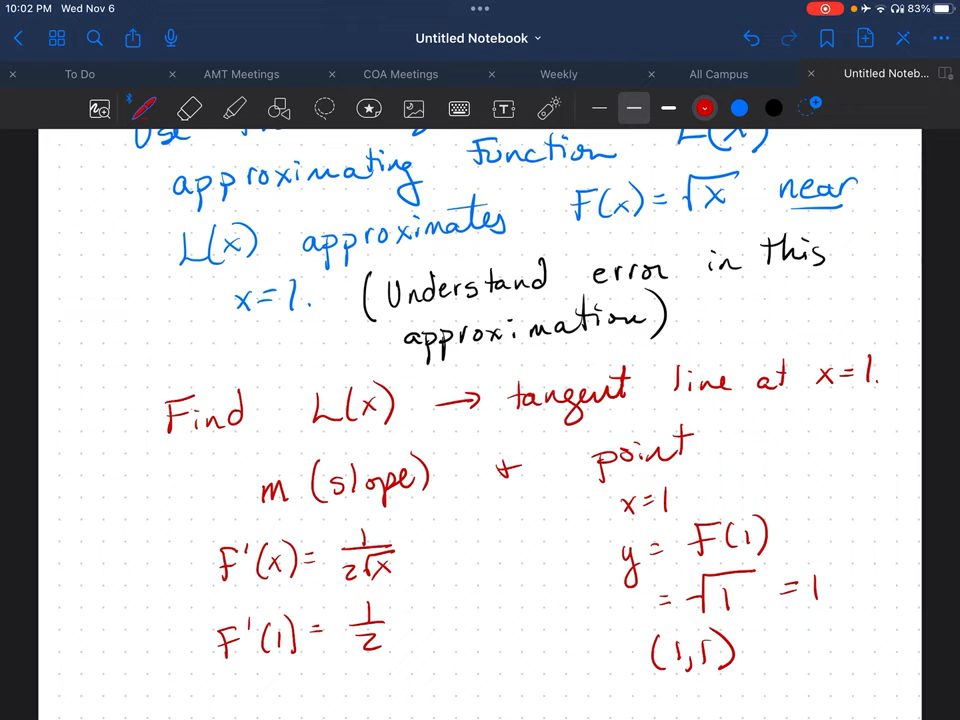 10:02 PM Wed Nov 6
83%
Untitled Notebook
To Do
AMT Meetings
COA Meetings
Weekly
All Campus
Untitled Noteb...
Use L(x)
approximating function
L(x) approximates F(x) = √x near
x = 1. (Understand error in this
approximation)
Find L(x) → tangent line at x = 1.
m (slope) + point
x = 1
F'(x) = 1/(2√x)
y = F(1)
= √1 = 1
F'(1) = 1/2
(1,1)